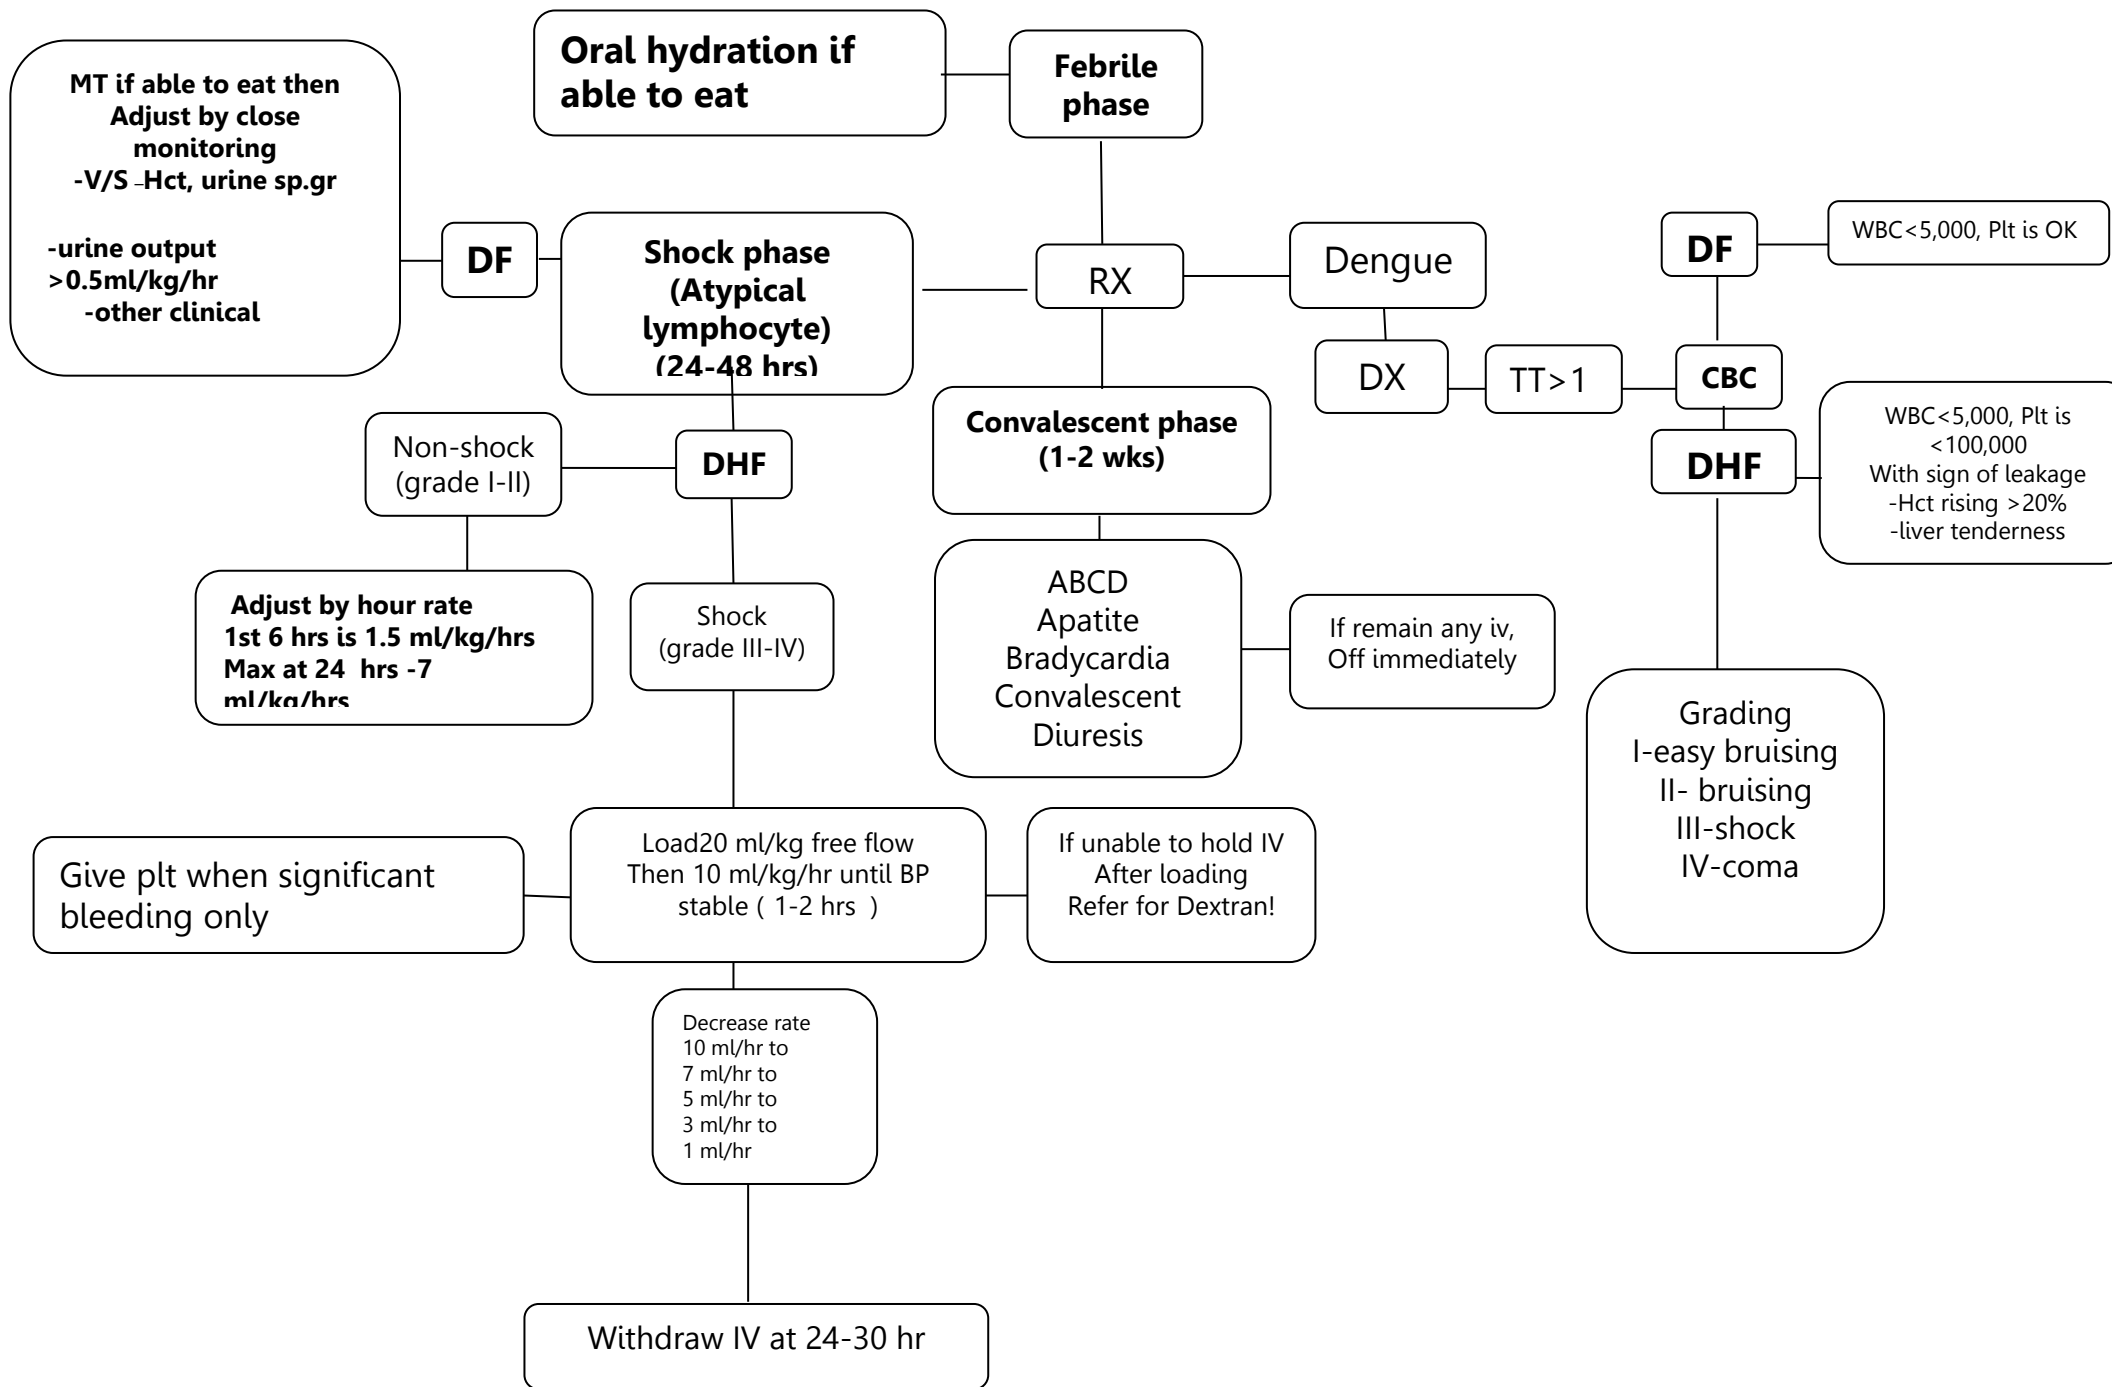 Oral hydration if
able to eat
Febrile
phase
MT if able to eat then
Adjust by close
monitoring
-V/S –Hct, urine sp.gr
-urine output
>0.5ml/kg/hr
-other clinical
DF
Shock phase
(Atypical
lymphocyte)
(24-48 hrs)
RX
Dengue
DF
WBC<5,000, Plt is OK
DX
TT>1
CBC
DHF
WBC<5,000, Plt is
<100,000
With sign of leakage
-Hct rising >20%
-liver tenderness
Non-shock
(grade I-II)
DHF
Convalescent phase
(1-2 wks)
Adjust by hour rate
1st 6 hrs is 1.5 ml/kg/hrs
Max at 24 hrs -7
ml/kg/hrs
Shock
(grade III-IV)
ABCD
Apatite
Bradycardia
Convalescent
Diuresis
If remain any iv,
Off immediately
Grading
I-easy bruising
II- bruising
III-shock
IV-coma
Give plt when significant
bleeding only
Load20 ml/kg free flow
Then 10 ml/kg/hr until BP
stable ( 1-2 hrs )
If unable to hold IV
After loading
Refer for Dextran!
Decrease rate
10 ml/hr to
7 ml/hr to
5 ml/hr to
3 ml/hr to
1 ml/hr
Withdraw IV at 24-30 hr